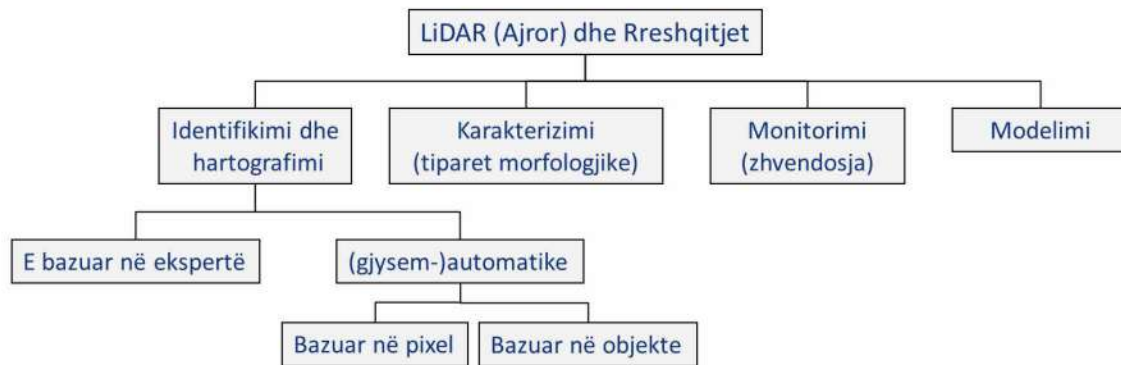 LiDAR (Ajror) dhe Rreshqitjet
Identifikimi dhe
hartografimi
Karakterizimi
(tiparet morfologjike)
Monitorimi
(zhvendosja)
Modelimi
E bazuar në ekspertë
(gjysem-)automatike
Bazuar në pixel
Bazuar në objekte